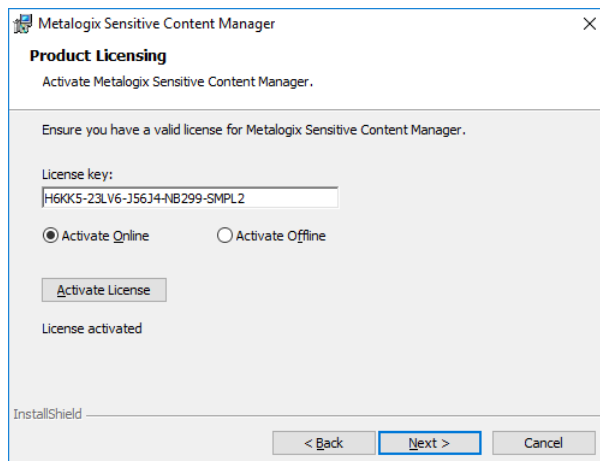 Metalogix Sensitive Content Manager
Product Licensing
Activate Metalogix Sensitive Content Manager.
Ensure you have a valid license for Metalogix Sensitive Content Manager.
License key:
H6KK5-23LV6-J56J4-NB299-SMPL2
Activate Online Activate Offline
Activate License
License activated
InstallShield
< Back Next > Cancel